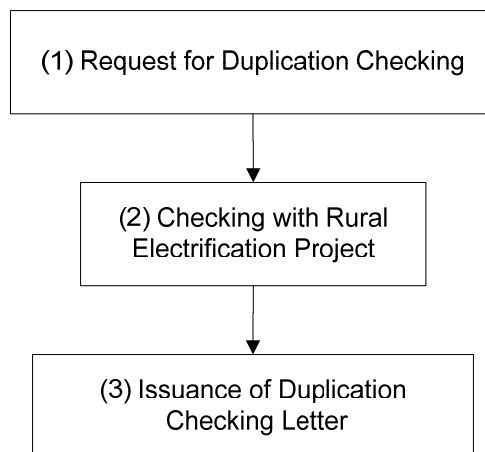 (1) Request for Duplication Checking
(2) Checking with Rural
Electrification Project
(3) Issuance of Duplication
Checking Letter